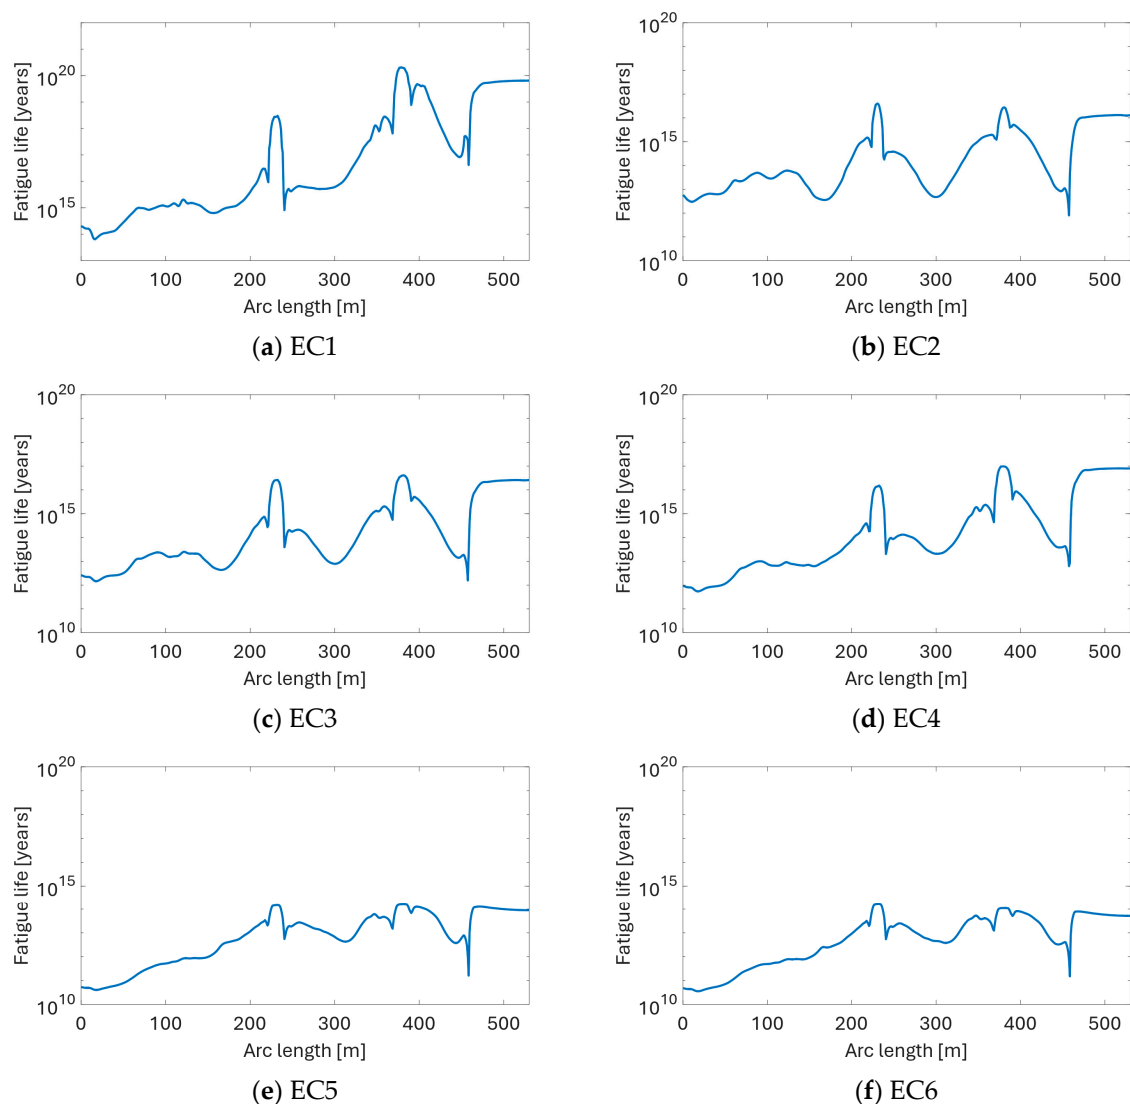 Fatigue life [years]
10^20
10^15
0 100 200 300 400 500
Arc length [m]
(a) EC1
Fatigue life [years]
10^20
10^15
10^10
0 100 200 300 400 500
Arc length [m]
(b) EC2
Fatigue life [years]
10^20
10^15
10^10
0 100 200 300 400 500
Arc length [m]
(c) EC3
Fatigue life [years]
10^20
10^15
10^10
0 100 200 300 400 500
Arc length [m]
(d) EC4
Fatigue life [years]
10^20
10^15
10^10
0 100 200 300 400 500
Arc length [m]
(e) EC5
Fatigue life [years]
10^20
10^15
10^10
0 100 200 300 400 500
Arc length [m]
(f) EC6